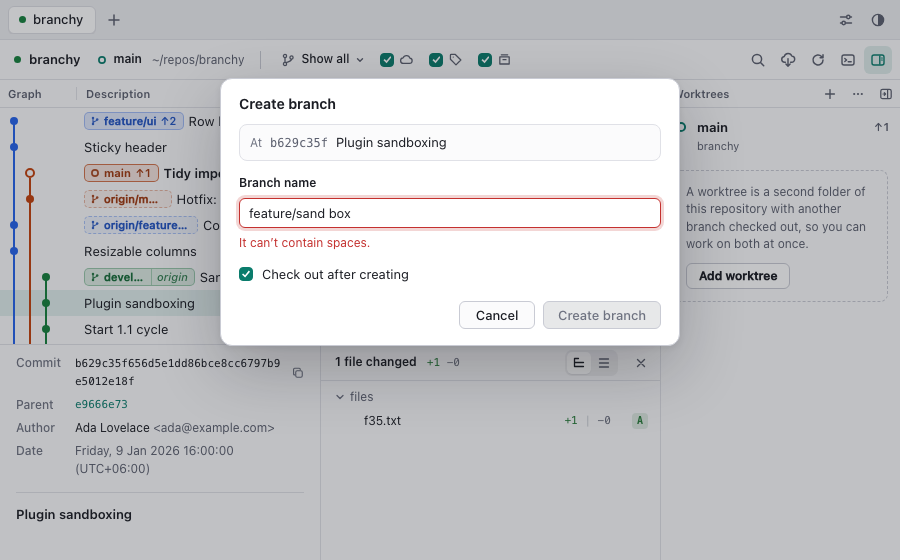 branchy
branchy main ~/repos/branchy Show all
Graph Description
Worktrees
feature/ui ↑2 Row
Sticky header
main ↑1 Tidy
origin/m... Hotfix:
origin/feature... Co
Resizable columns
devel... origin
Plugin sandboxing
Start 1.1 cycle
Create branch
At b629c35f Plugin sandboxing
Branch name
feature/sand box
It can’t contain spaces.
Check out after creating
Cancel Create branch
main ↑1
branchy
A worktree is a second folder of
this repository with another
branch checked out, so you can
work on both at once.
Add worktree
Commit b629c35f656d5e1dd86bce8cc6797b9
e5012e18f
Parent e9666e73
Author Ada Lovelace <ada@example.com>
Date Friday, 9 Jan 2026 16:00:00
(UTC+06:00)
Plugin sandboxing
1 file changed +1 −0
files
f35.txt +1 −0 A